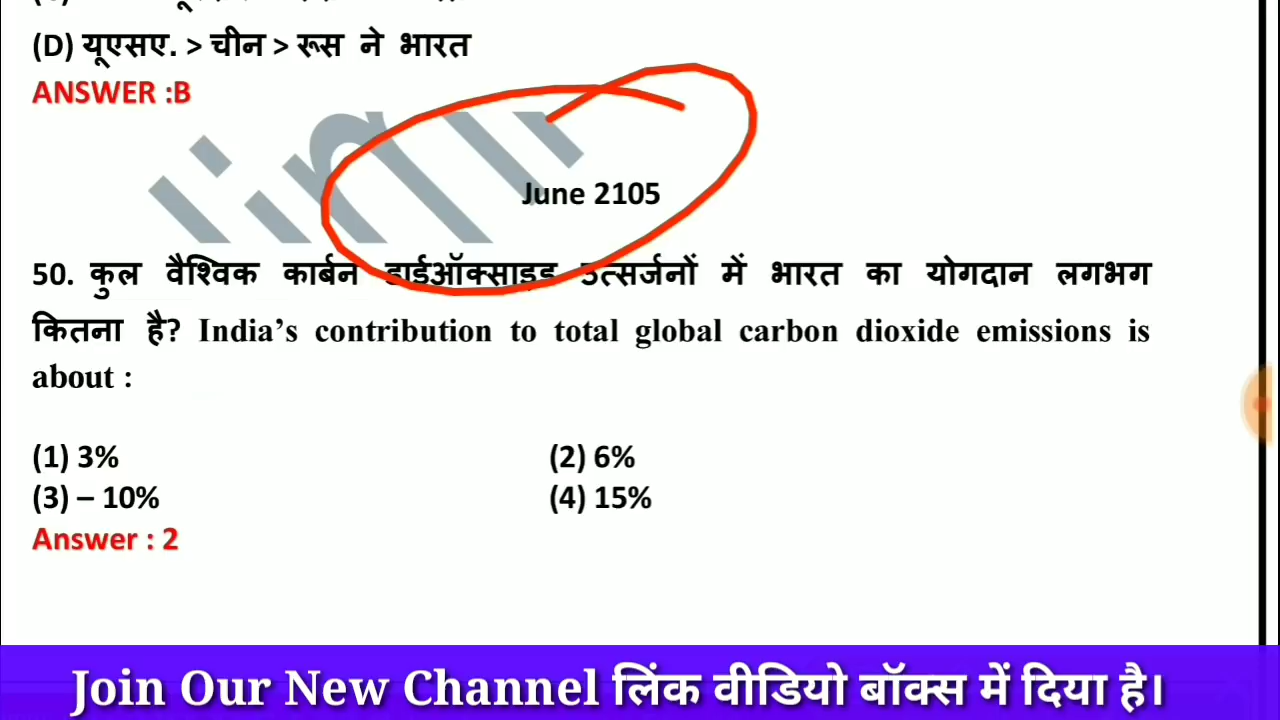 (D) यूएसए. > चीन > रूस ने भारत
ANSWER :B
June 2105
50. कुल वैश्विक कार्बन डाईऑक्साइड उत्सर्जनों में भारत का योगदान लगभग
कितना है? India's contribution to total global carbon dioxide emissions is
about :
(1) 3% (2) 6%
(3) – 10% (4) 15%
Answer : 2
Join Our New Channel लिंक वीडियो बॉक्स में दिया है।